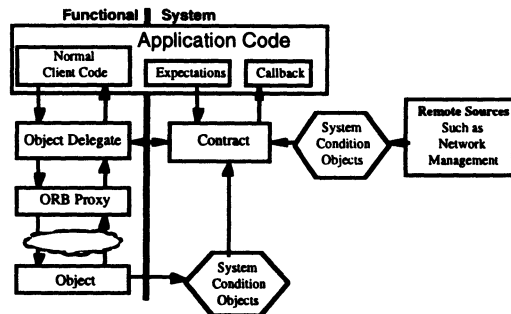 Functional System
Application Code
Normal
Client Code
Expectations
Callback
Object Delegate
Contract
System
Condition
Objects
Remote Sources
Such as
Network
Management
ORB Proxy
Object
System
Condition
Objects